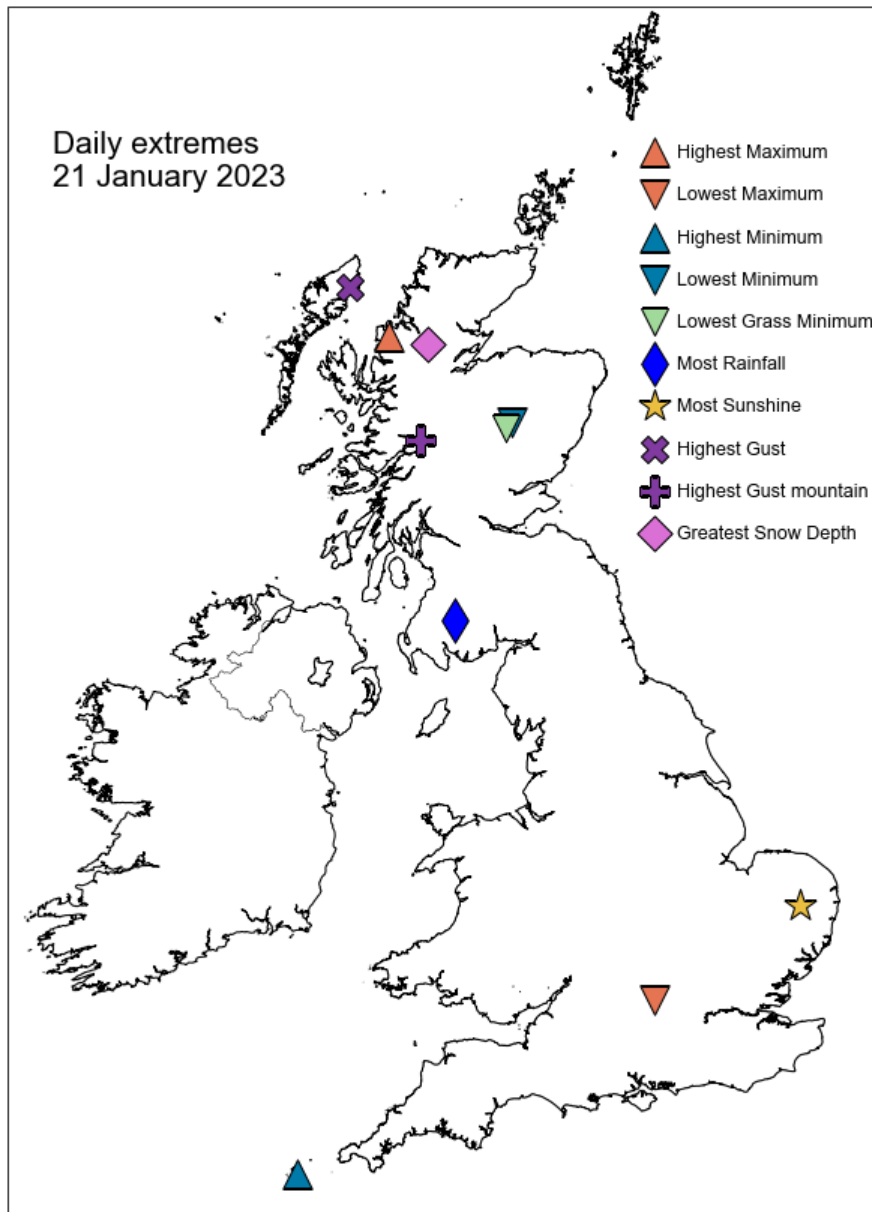 Daily extremes
21 January 2023
Highest Maximum
Lowest Maximum
Highest Minimum
Lowest Minimum
Lowest Grass Minimum
Most Rainfall
Most Sunshine
Highest Gust
Highest Gust mountain
Greatest Snow Depth